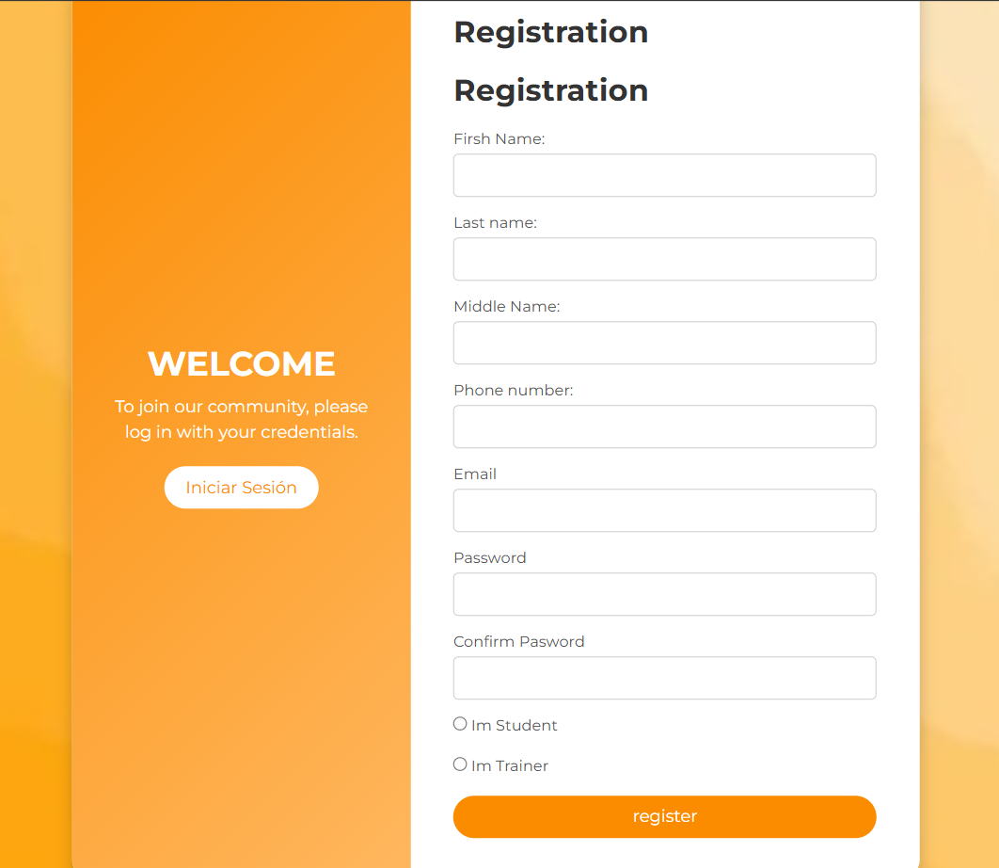 WELCOME
To join our community, please
log in with your credentials.
Iniciar Sesión
Registration
Registration
Firsh Name:
Last name:
Middle Name:
Phone number:
Email
Password
Confirm Pasword
Im Student
Im Trainer
register